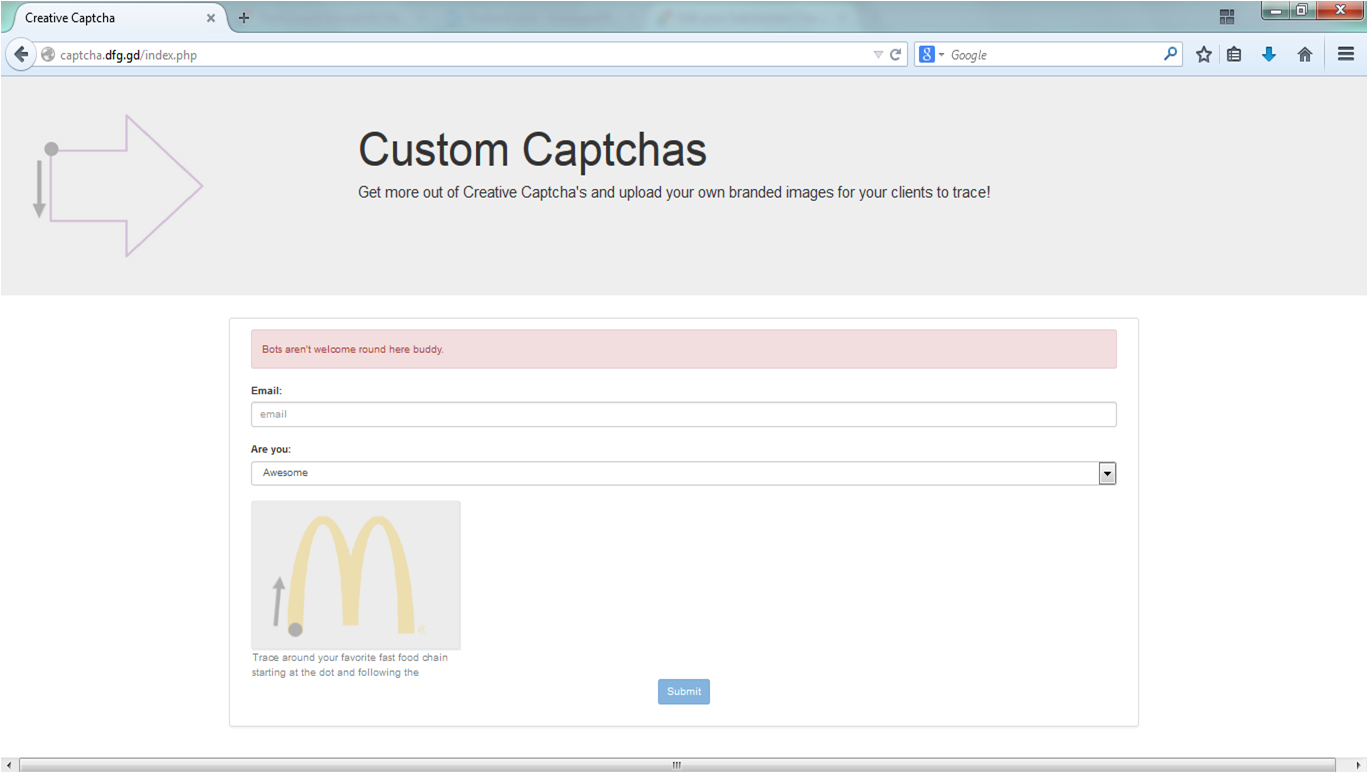 Creative Captcha
captcha.dfg.gd/index.php
Google
Custom Captchas
Get more out of Creative Captcha's and upload your own branded images for your clients to trace!
Bots aren't welcome round here buddy.
Email:
email
Are you:
Awesome
Trace around your favorite fast food chain
starting at the dot and following the
Submit